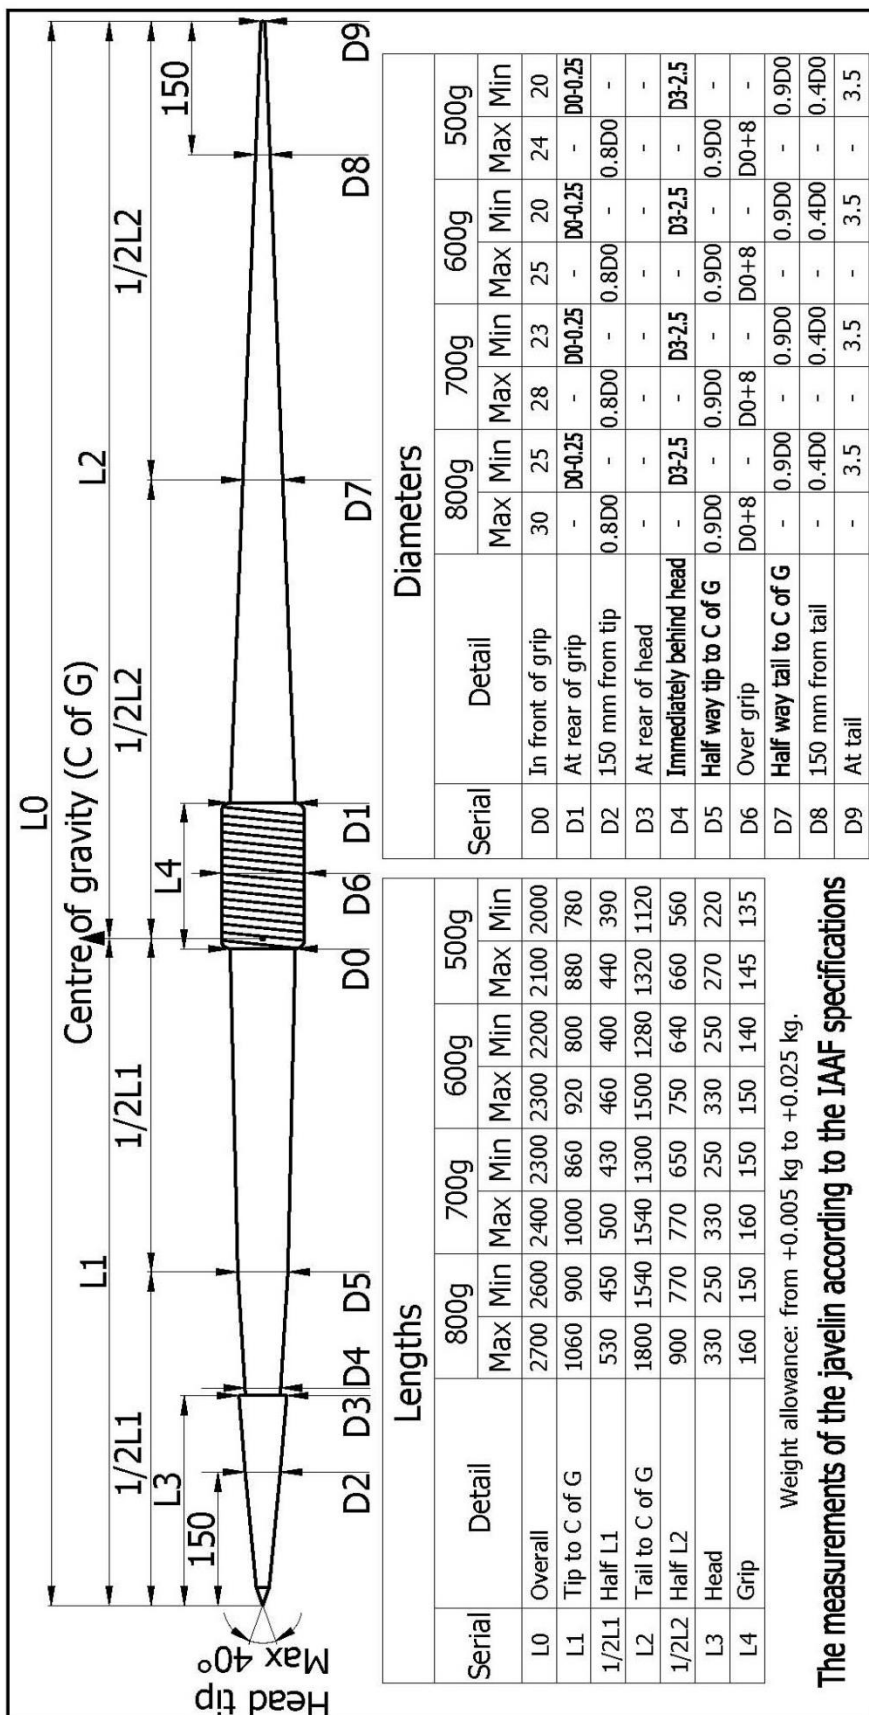 L0
Centre of gravity (C of G)
L1 L2
1/2L1 1/2L1 1/2L2 1/2L2
L3 L4
150 150
Head tip
Max 40°
D2 D3 D4 D5 D0 D6 D1 D7 D8 D9
Lengths
Serial Detail 800g 700g 600g 500g
Max Min Max Min Max Min Max Min
L0 Overall 2700 2600 2400 2300 2300 2200 2100 2000
L1 Tip to C of G 1060 900 1000 860 920 800 880 780
1/2L1 Half L1 530 450 500 430 460 400 440 390
L2 Tail to C of G 1800 1540 1540 1300 1500 1280 1320 1120
1/2L2 Half L2 900 770 770 650 750 640 660 560
L3 Head 330 250 330 250 330 250 270 220
L4 Grip 160 150 160 150 150 140 145 135
Weight allowance: from +0.005 kg to +0.025 kg.
The measurements of the javelin according to the IAAF specifications
Diameters
Serial Detail 800g 700g 600g 500g
Max Min Max Min Max Min Max Min
D0 In front of grip 30 25 28 23 25 20 24 20
D1 At rear of grip - D0-0.25 - D0-0.25 - D0-0.25 - D0-0.25
D2 150 mm from tip 0.8D0 - 0.8D0 - 0.8D0 - 0.8D0 -
D3 At rear of head - - - - - - - -
D4 Immediately behind head - D3-2.5 - D3-2.5 - D3-2.5 - D3-2.5
D5 Half way tip to C of G 0.9D0 - 0.9D0 - 0.9D0 - 0.9D0 -
D6 Over grip D0+8 - D0+8 - D0+8 - D0+8 -
D7 Half way tail to C of G - 0.9D0 - 0.9D0 - 0.9D0 - 0.9D0
D8 150 mm from tail - 0.4D0 - 0.4D0 - 0.4D0 - 0.4D0
D9 At tail - 3.5 - 3.5 - 3.5 - 3.5